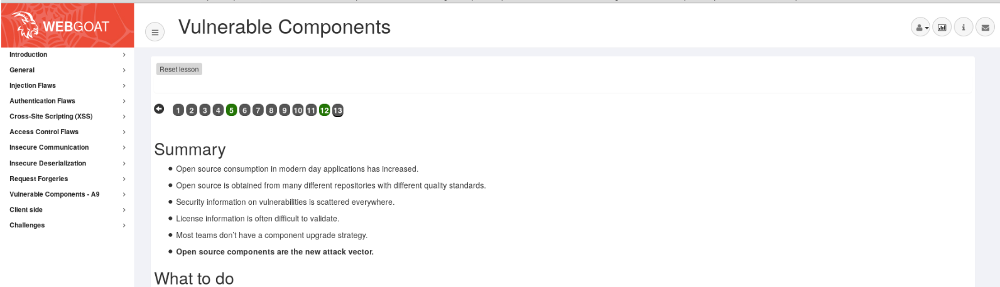 WEBGOAT
Vulnerable Components
Introduction
General
Injection Flaws
Authentication Flaws
Cross-Site Scripting (XSS)
Access Control Flaws
Insecure Communication
Insecure Deserialization
Request Forgeries
Vulnerable Components - A9
Client side
Challenges
Reset lesson
1 2 3 4 5 6 7 8 9 10 11 12 13
Summary
Open source consumption in modern day applications has increased.
Open source is obtained from many different repositories with different quality standards.
Security information on vulnerabilities is scattered everywhere.
License information is often difficult to validate.
Most teams don't have a component upgrade strategy.
Open source components are the new attack vector.
What to do